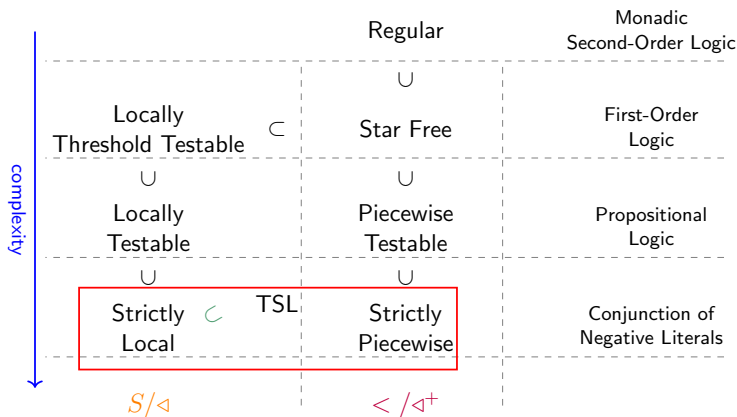 Regular
Monadic
Second-Order Logic
∪
Locally
Threshold Testable
⊂
Star Free
First-Order
Logic
∪
∪
complexity
Locally
Testable
Piecewise
Testable
Propositional
Logic
∪
∪
Strictly
Local
⊂
TSL
Strictly
Piecewise
Conjunction of
Negative Literals
S/◃
< /◃⁺